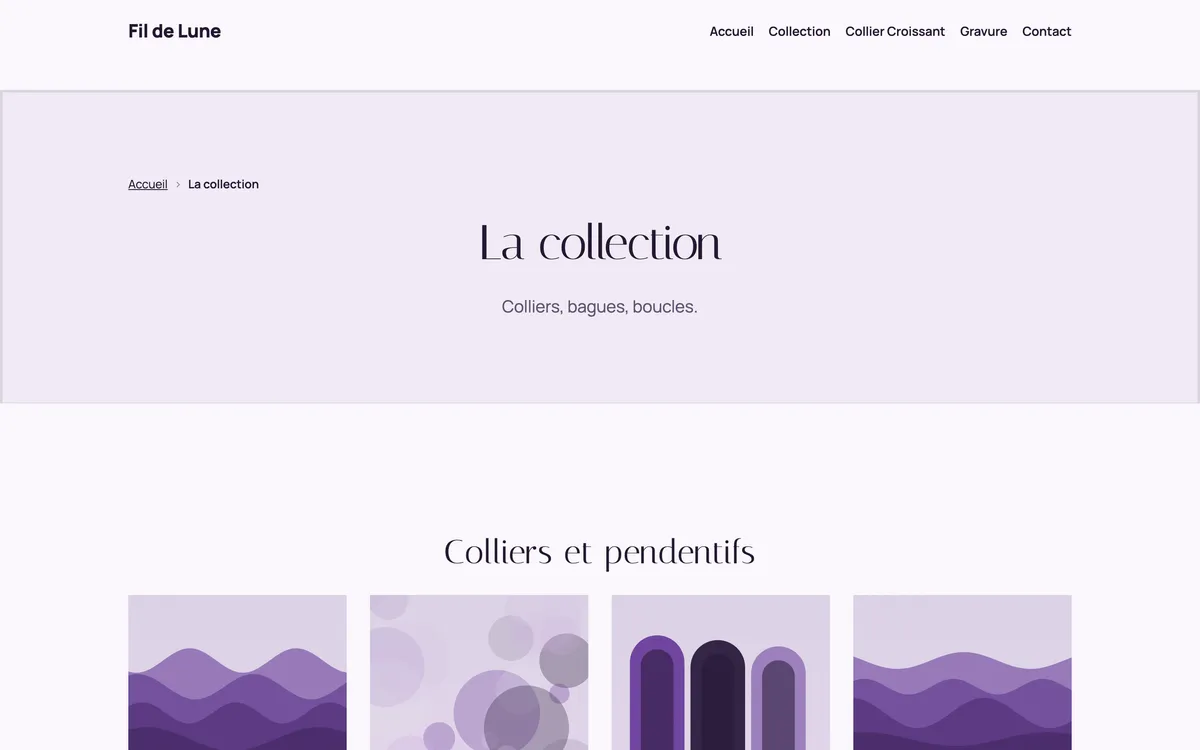 Fil de Lune
Accueil Collection Collier Croissant Gravure Contact
Accueil › La collection
La collection
Colliers, bagues, boucles.
Colliers et pendentifs